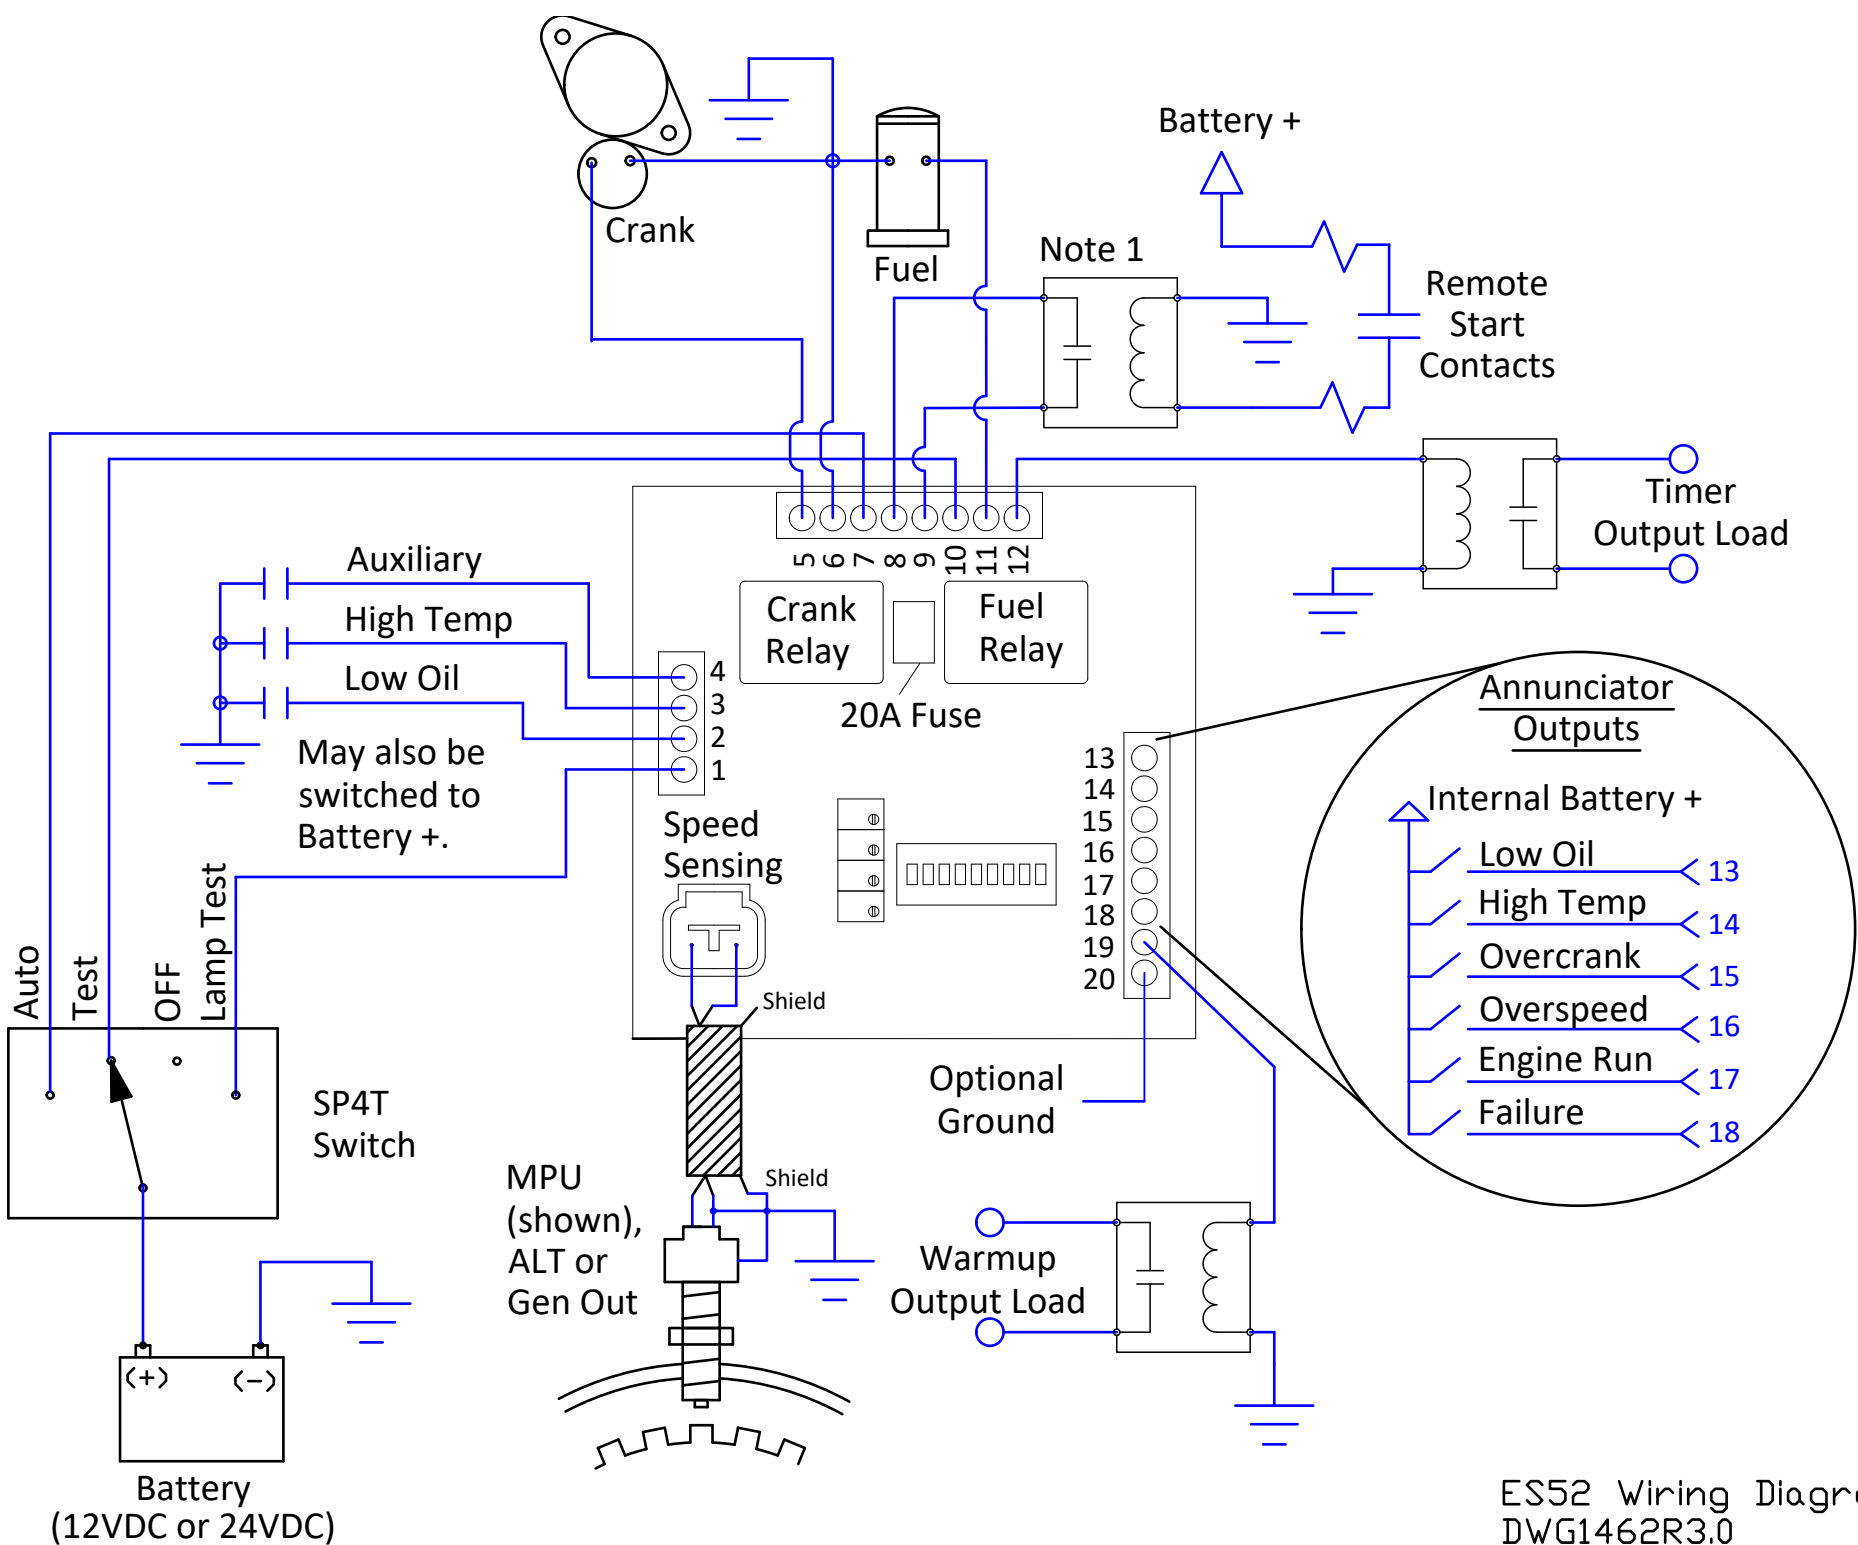 Battery +
Crank
Fuel
Note 1
Remote
Start
Contacts
Timer
Output Load
Auxiliary
High Temp
Low Oil
May also be
switched to
Battery +.
5
6
7
8
9
10
11
12
Crank
Relay
Fuel
Relay
20A Fuse
4
3
2
1
Speed
Sensing
13
14
15
16
17
18
19
20
Annunciator
Outputs
Internal Battery +
Low Oil 13
High Temp 14
Overcrank 15
Overspeed 16
Engine Run 17
Failure 18
Auto
Test
OFF
Lamp Test
SP4T
Switch
Shield
Optional
Ground
MPU
(shown),
ALT or
Gen Out
Shield
Warmup
Output Load
(+)
(-)
Battery
(12VDC or 24VDC)
ES52 Wiring Diagr
DWG1462R3.0